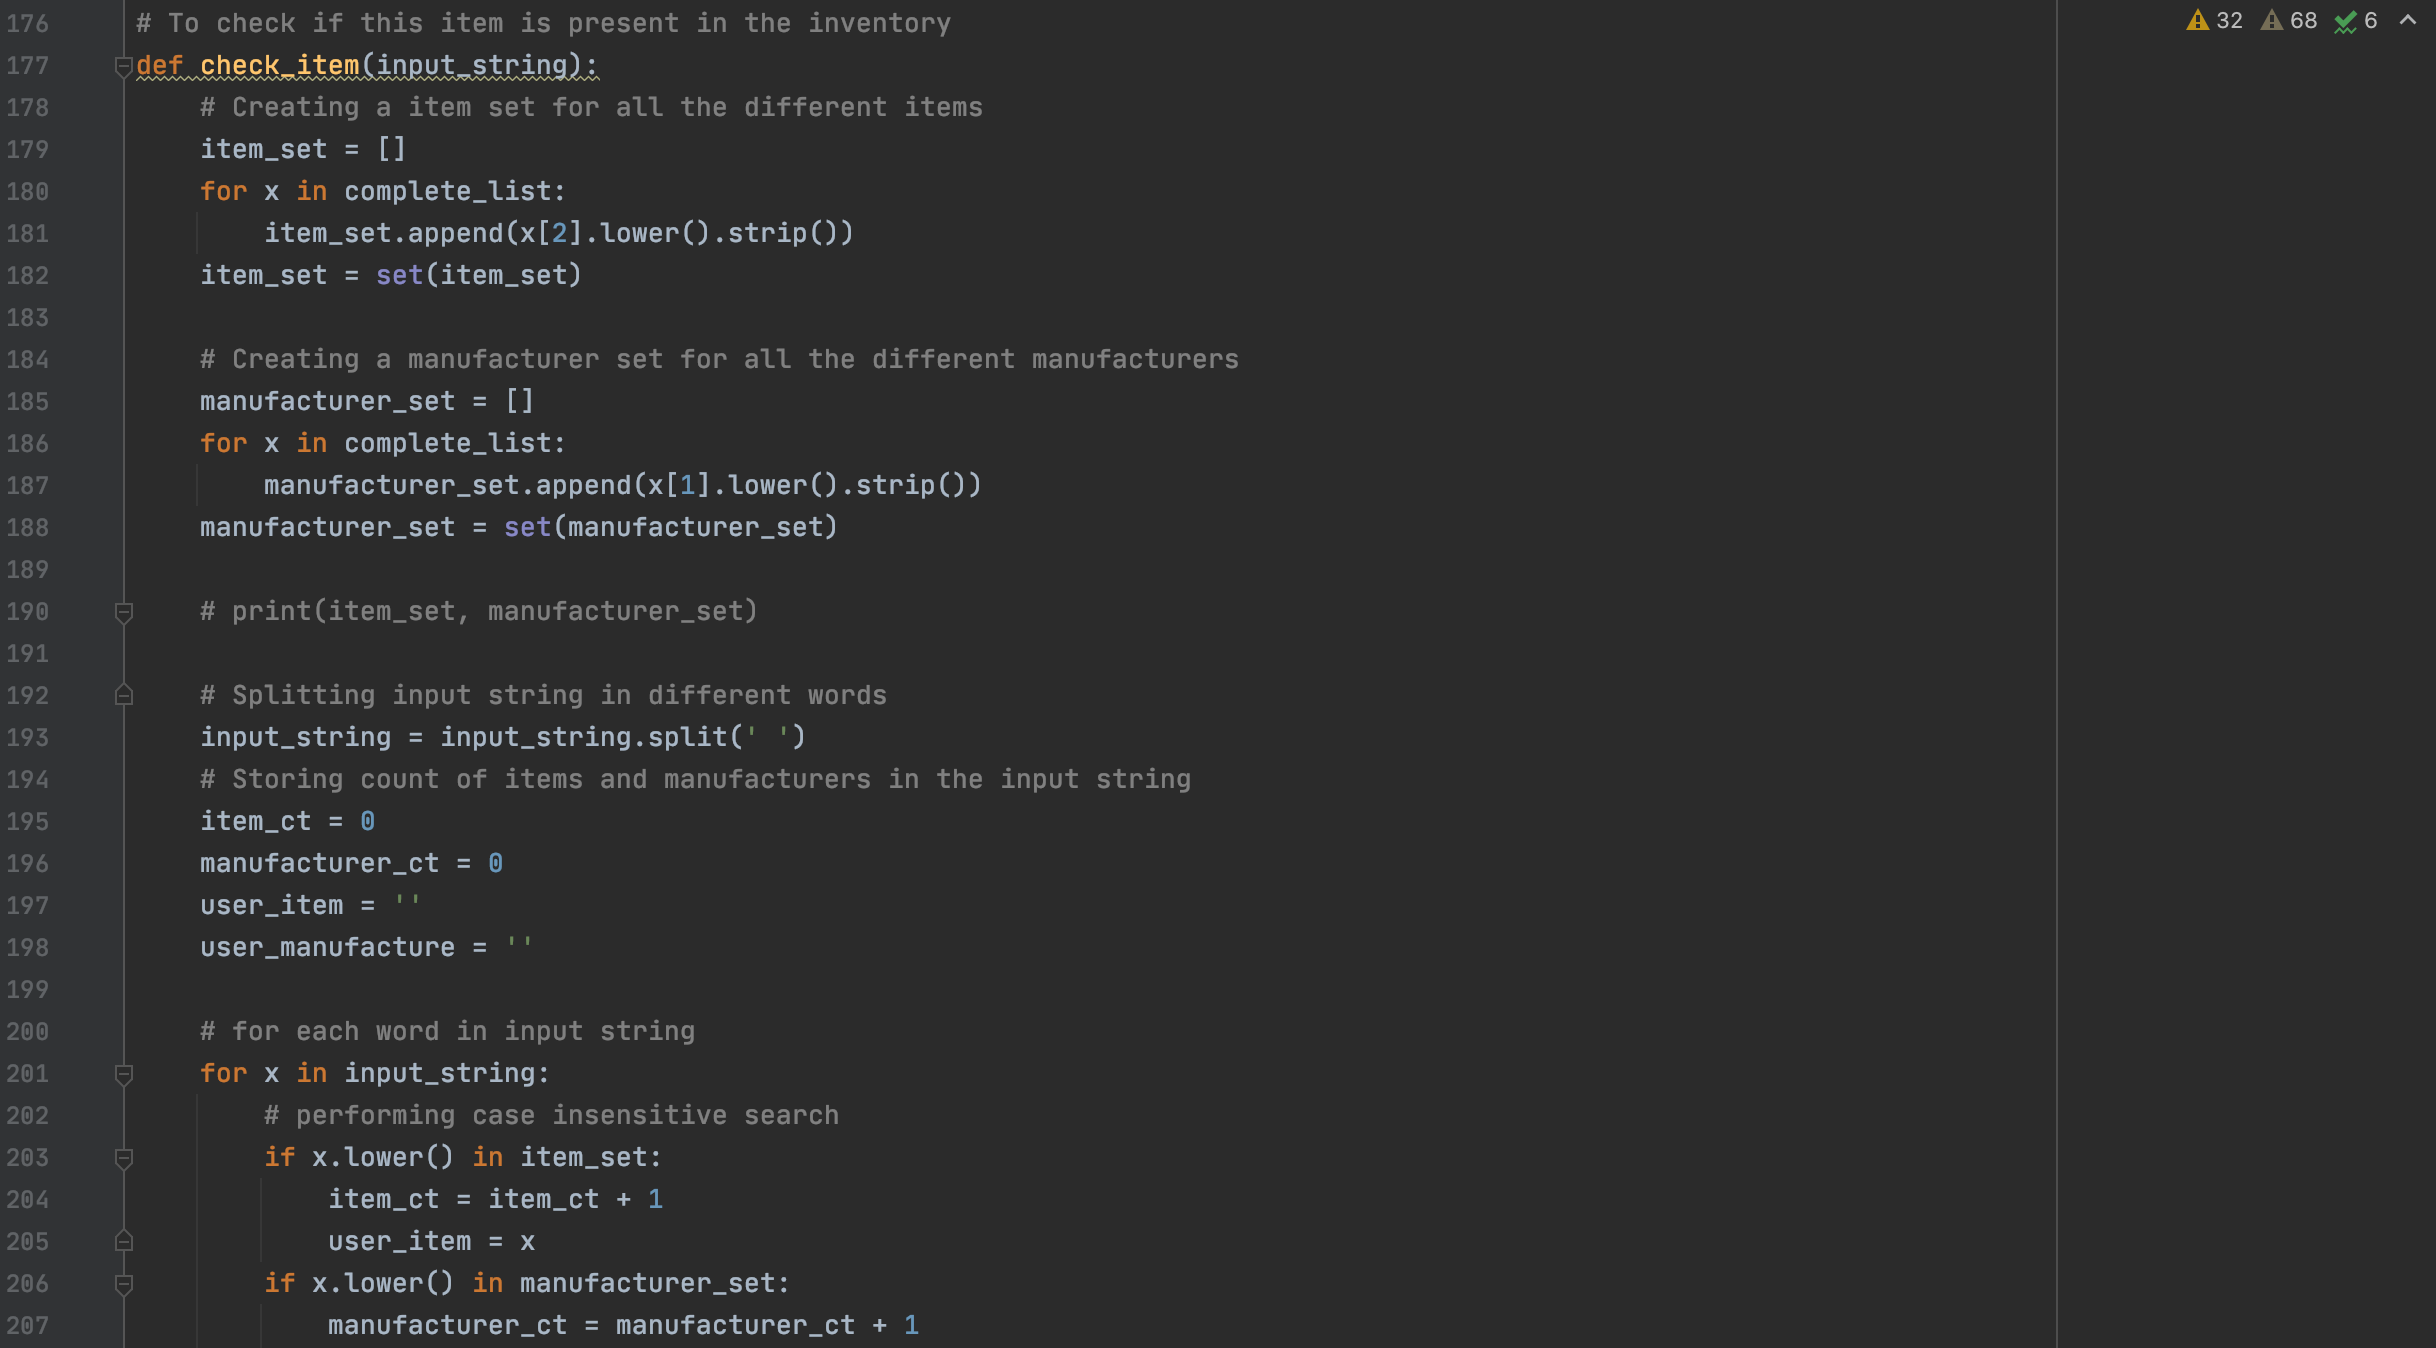 176 # To check if this item is present in the inventory
32 68 6
177 def check_item(input_string):
178     # Creating a item set for all the different items
179     item_set = []
180     for x in complete_list:
181         item_set.append(x[2].lower().strip())
182     item_set = set(item_set)
183
184     # Creating a manufacturer set for all the different manufacturers
185     manufacturer_set = []
186     for x in complete_list:
187         manufacturer_set.append(x[1].lower().strip())
188     manufacturer_set = set(manufacturer_set)
189
190     # print(item_set, manufacturer_set)
191
192     # Splitting input string in different words
193     input_string = input_string.split(' ')
194     # Storing count of items and manufacturers in the input string
195     item_ct = 0
196     manufacturer_ct = 0
197     user_item = ''
198     user_manufacture = ''
199
200     # for each word in input string
201     for x in input_string:
202         # performing case insensitive search
203         if x.lower() in item_set:
204             item_ct = item_ct + 1
205             user_item = x
206         if x.lower() in manufacturer_set:
207             manufacturer_ct = manufacturer_ct + 1